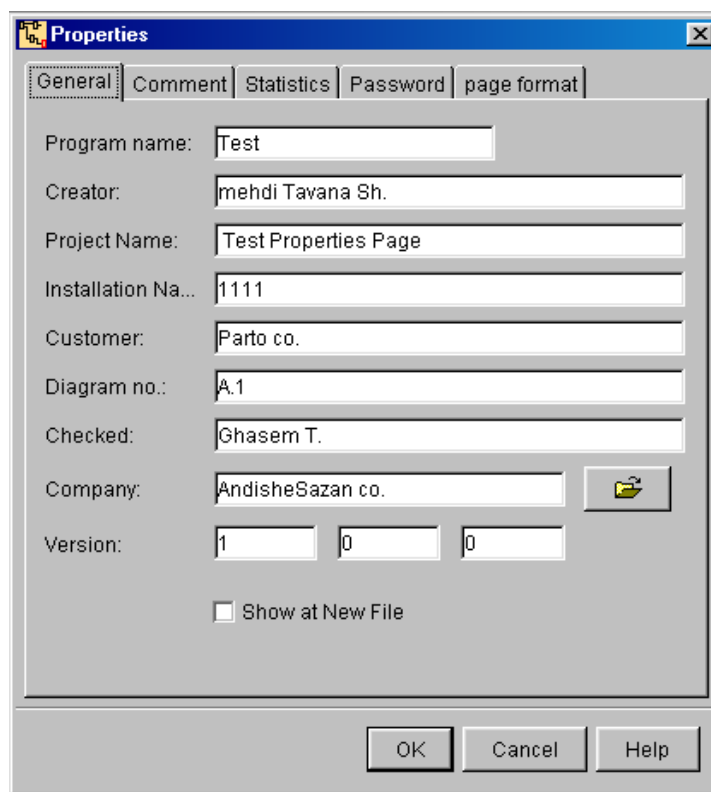 Properties
General Comment Statistics Password page format
Program name: Test
Creator: mehdi Tavana Sh.
Project Name: Test Properties Page
Installation Na... 1111
Customer: Parto co.
Diagram no.: A.1
Checked: Ghasem T.
Company: AndisheSazan co.
Version: 1 0 0
Show at New File
OK Cancel Help